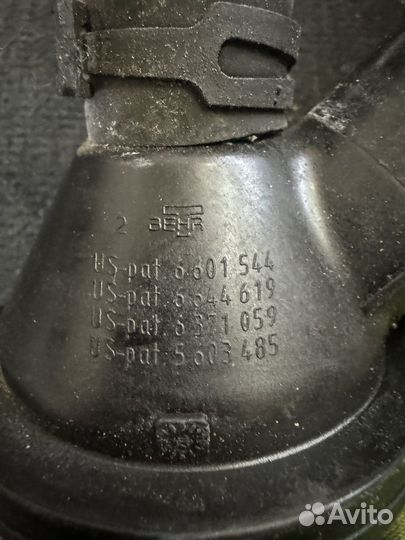 2 BEHR
US-pat 6 601 544
US-pat 6 644 619
US-pat 6 371 059
US-pat 5 603 485
Avito